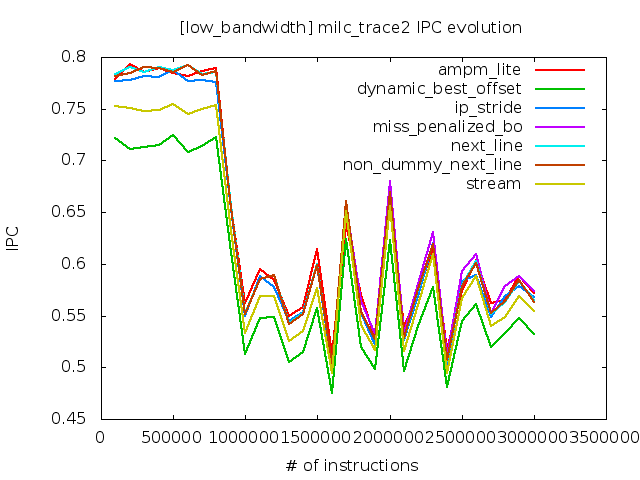 [low_bandwidth] milc_trace2 IPC evolution
0.8
0.75
0.7
0.65
0.6
0.55
0.5
0.45
IPC
ampm_lite
dynamic_best_offset
ip_stride
miss_penalized_bo
next_line
non_dummy_next_line
stream
0 500000 1000000 1500000 2000000 2500000 3000000 3500000
# of instructions